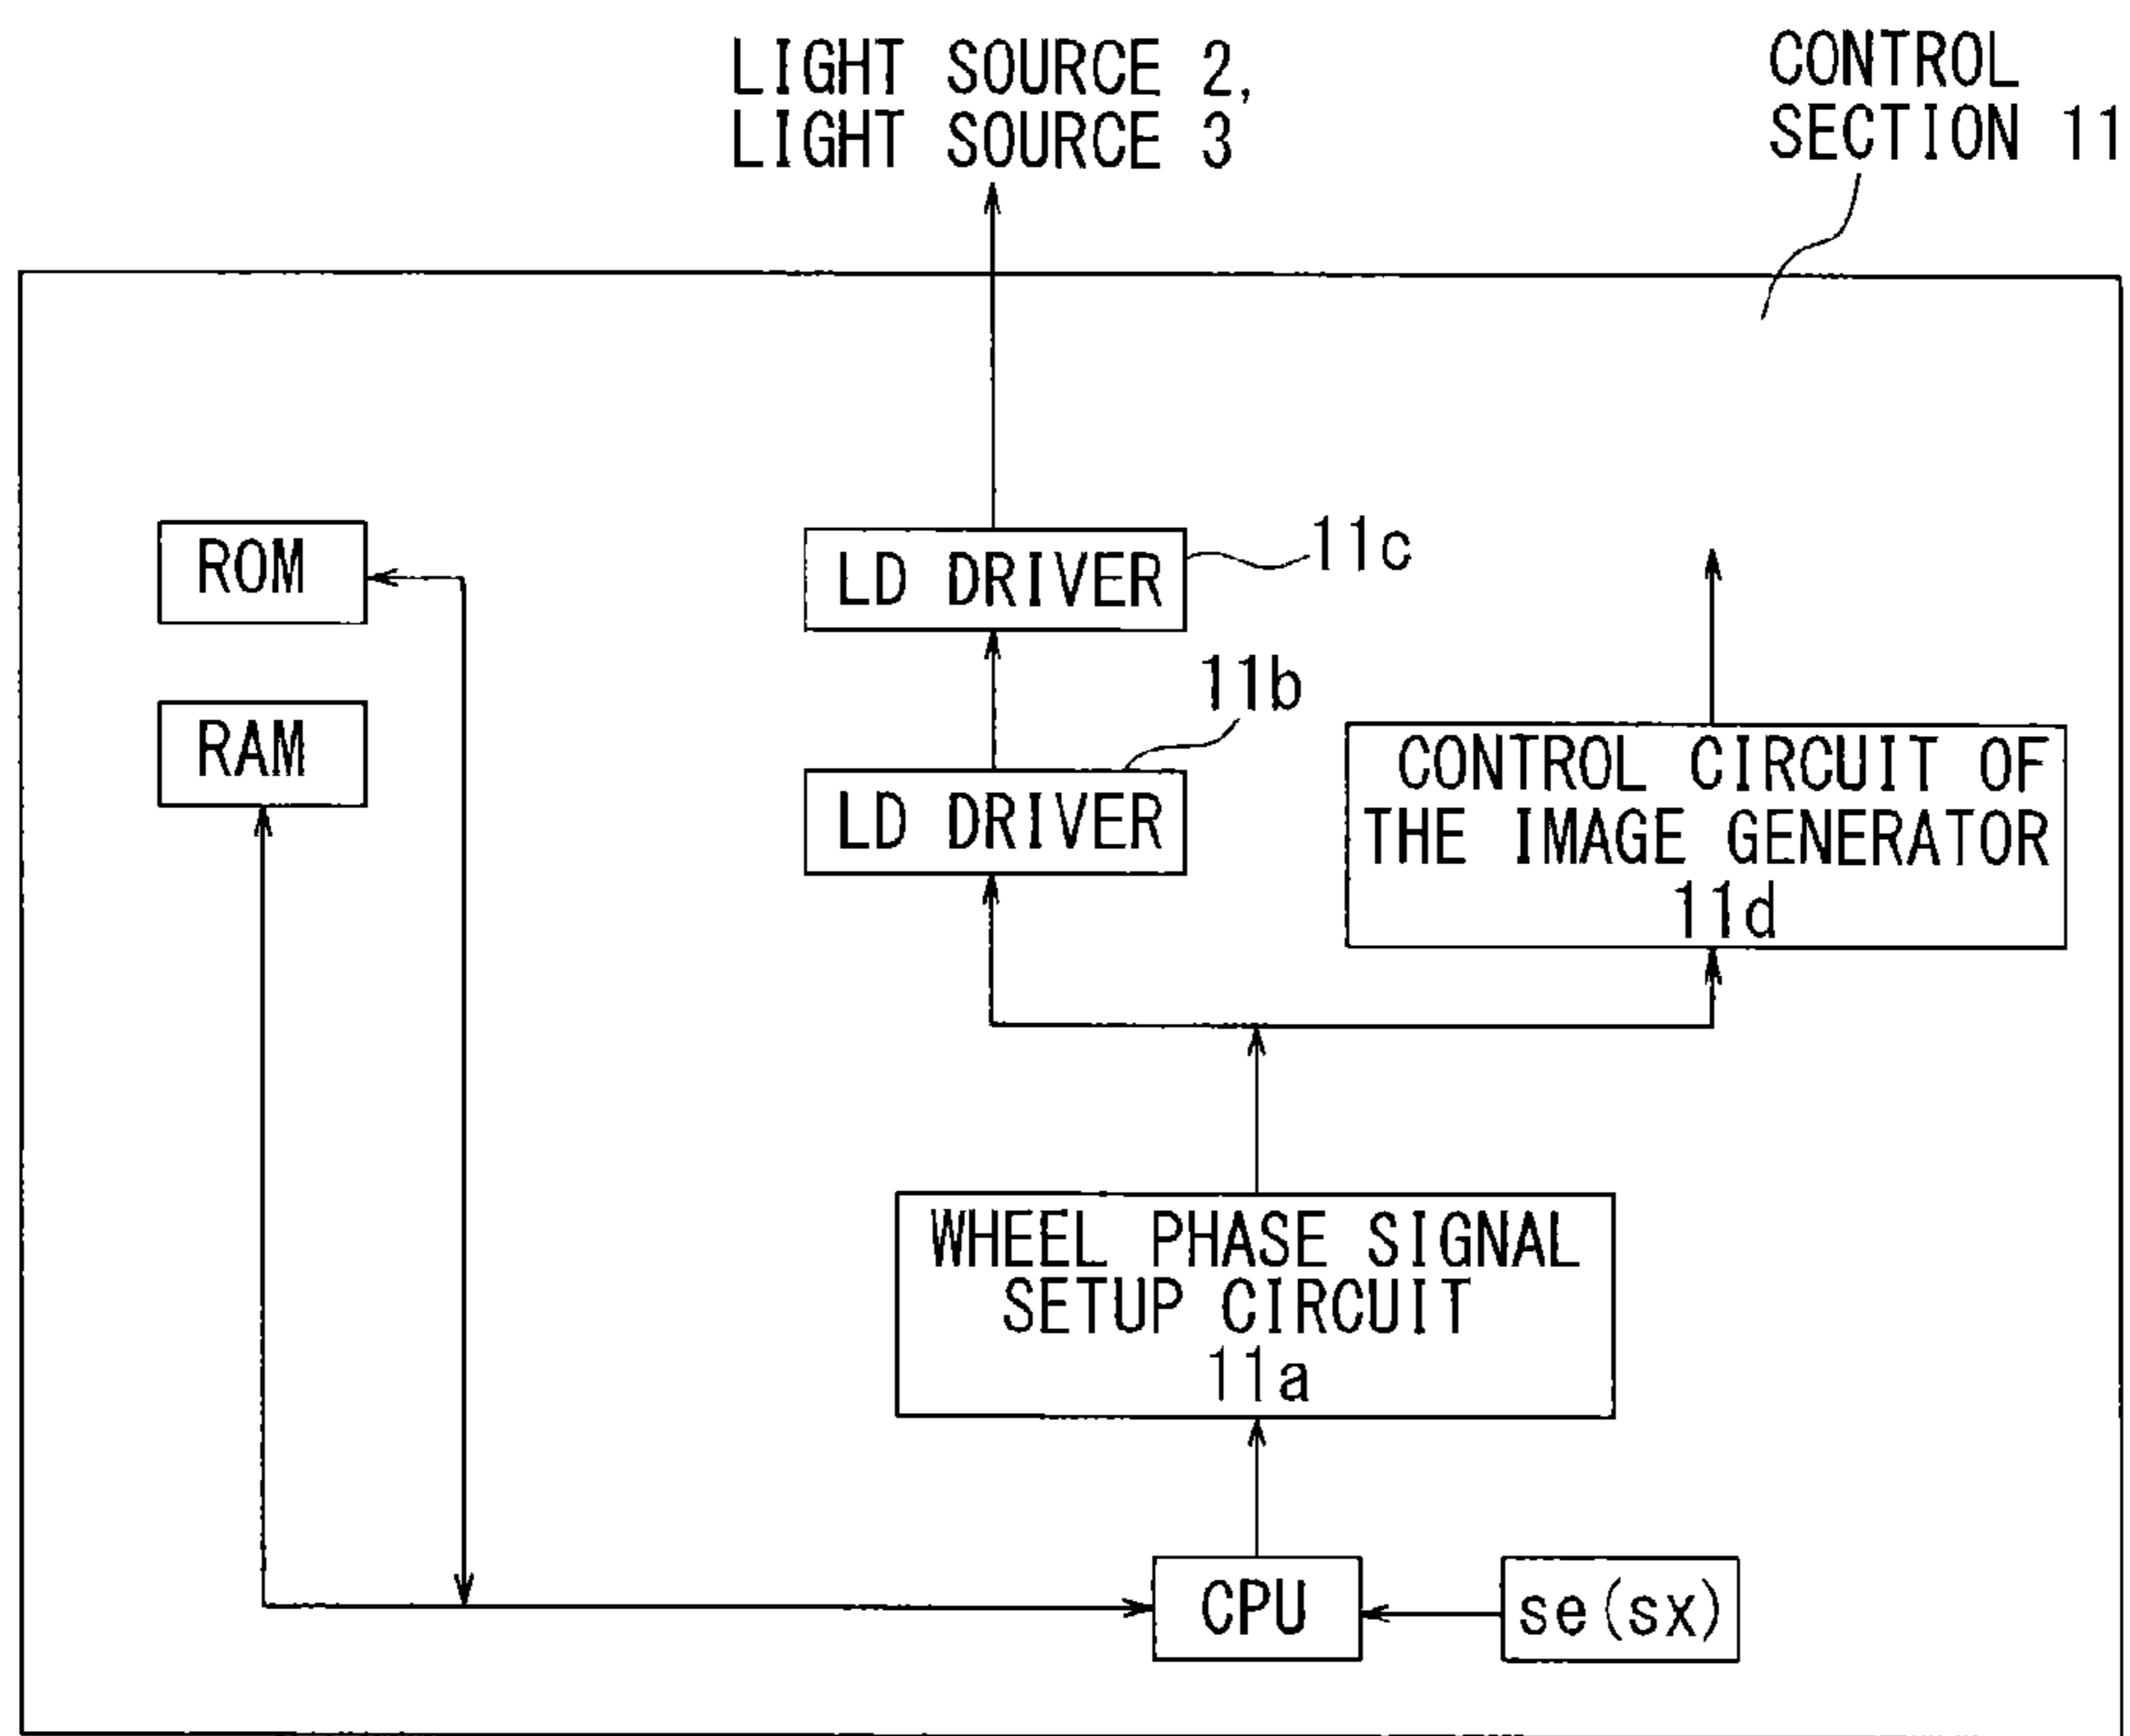 LIGHT SOURCE 2,
LIGHT SOURCE 3
CONTROL
SECTION 11
ROM
LD DRIVER
11c
RAM
11b
LD DRIVER
CONTROL CIRCUIT OF
THE IMAGE GENERATOR
11d
WHEEL PHASE SIGNAL
SETUP CIRCUIT
11a
CPU
se(sx)